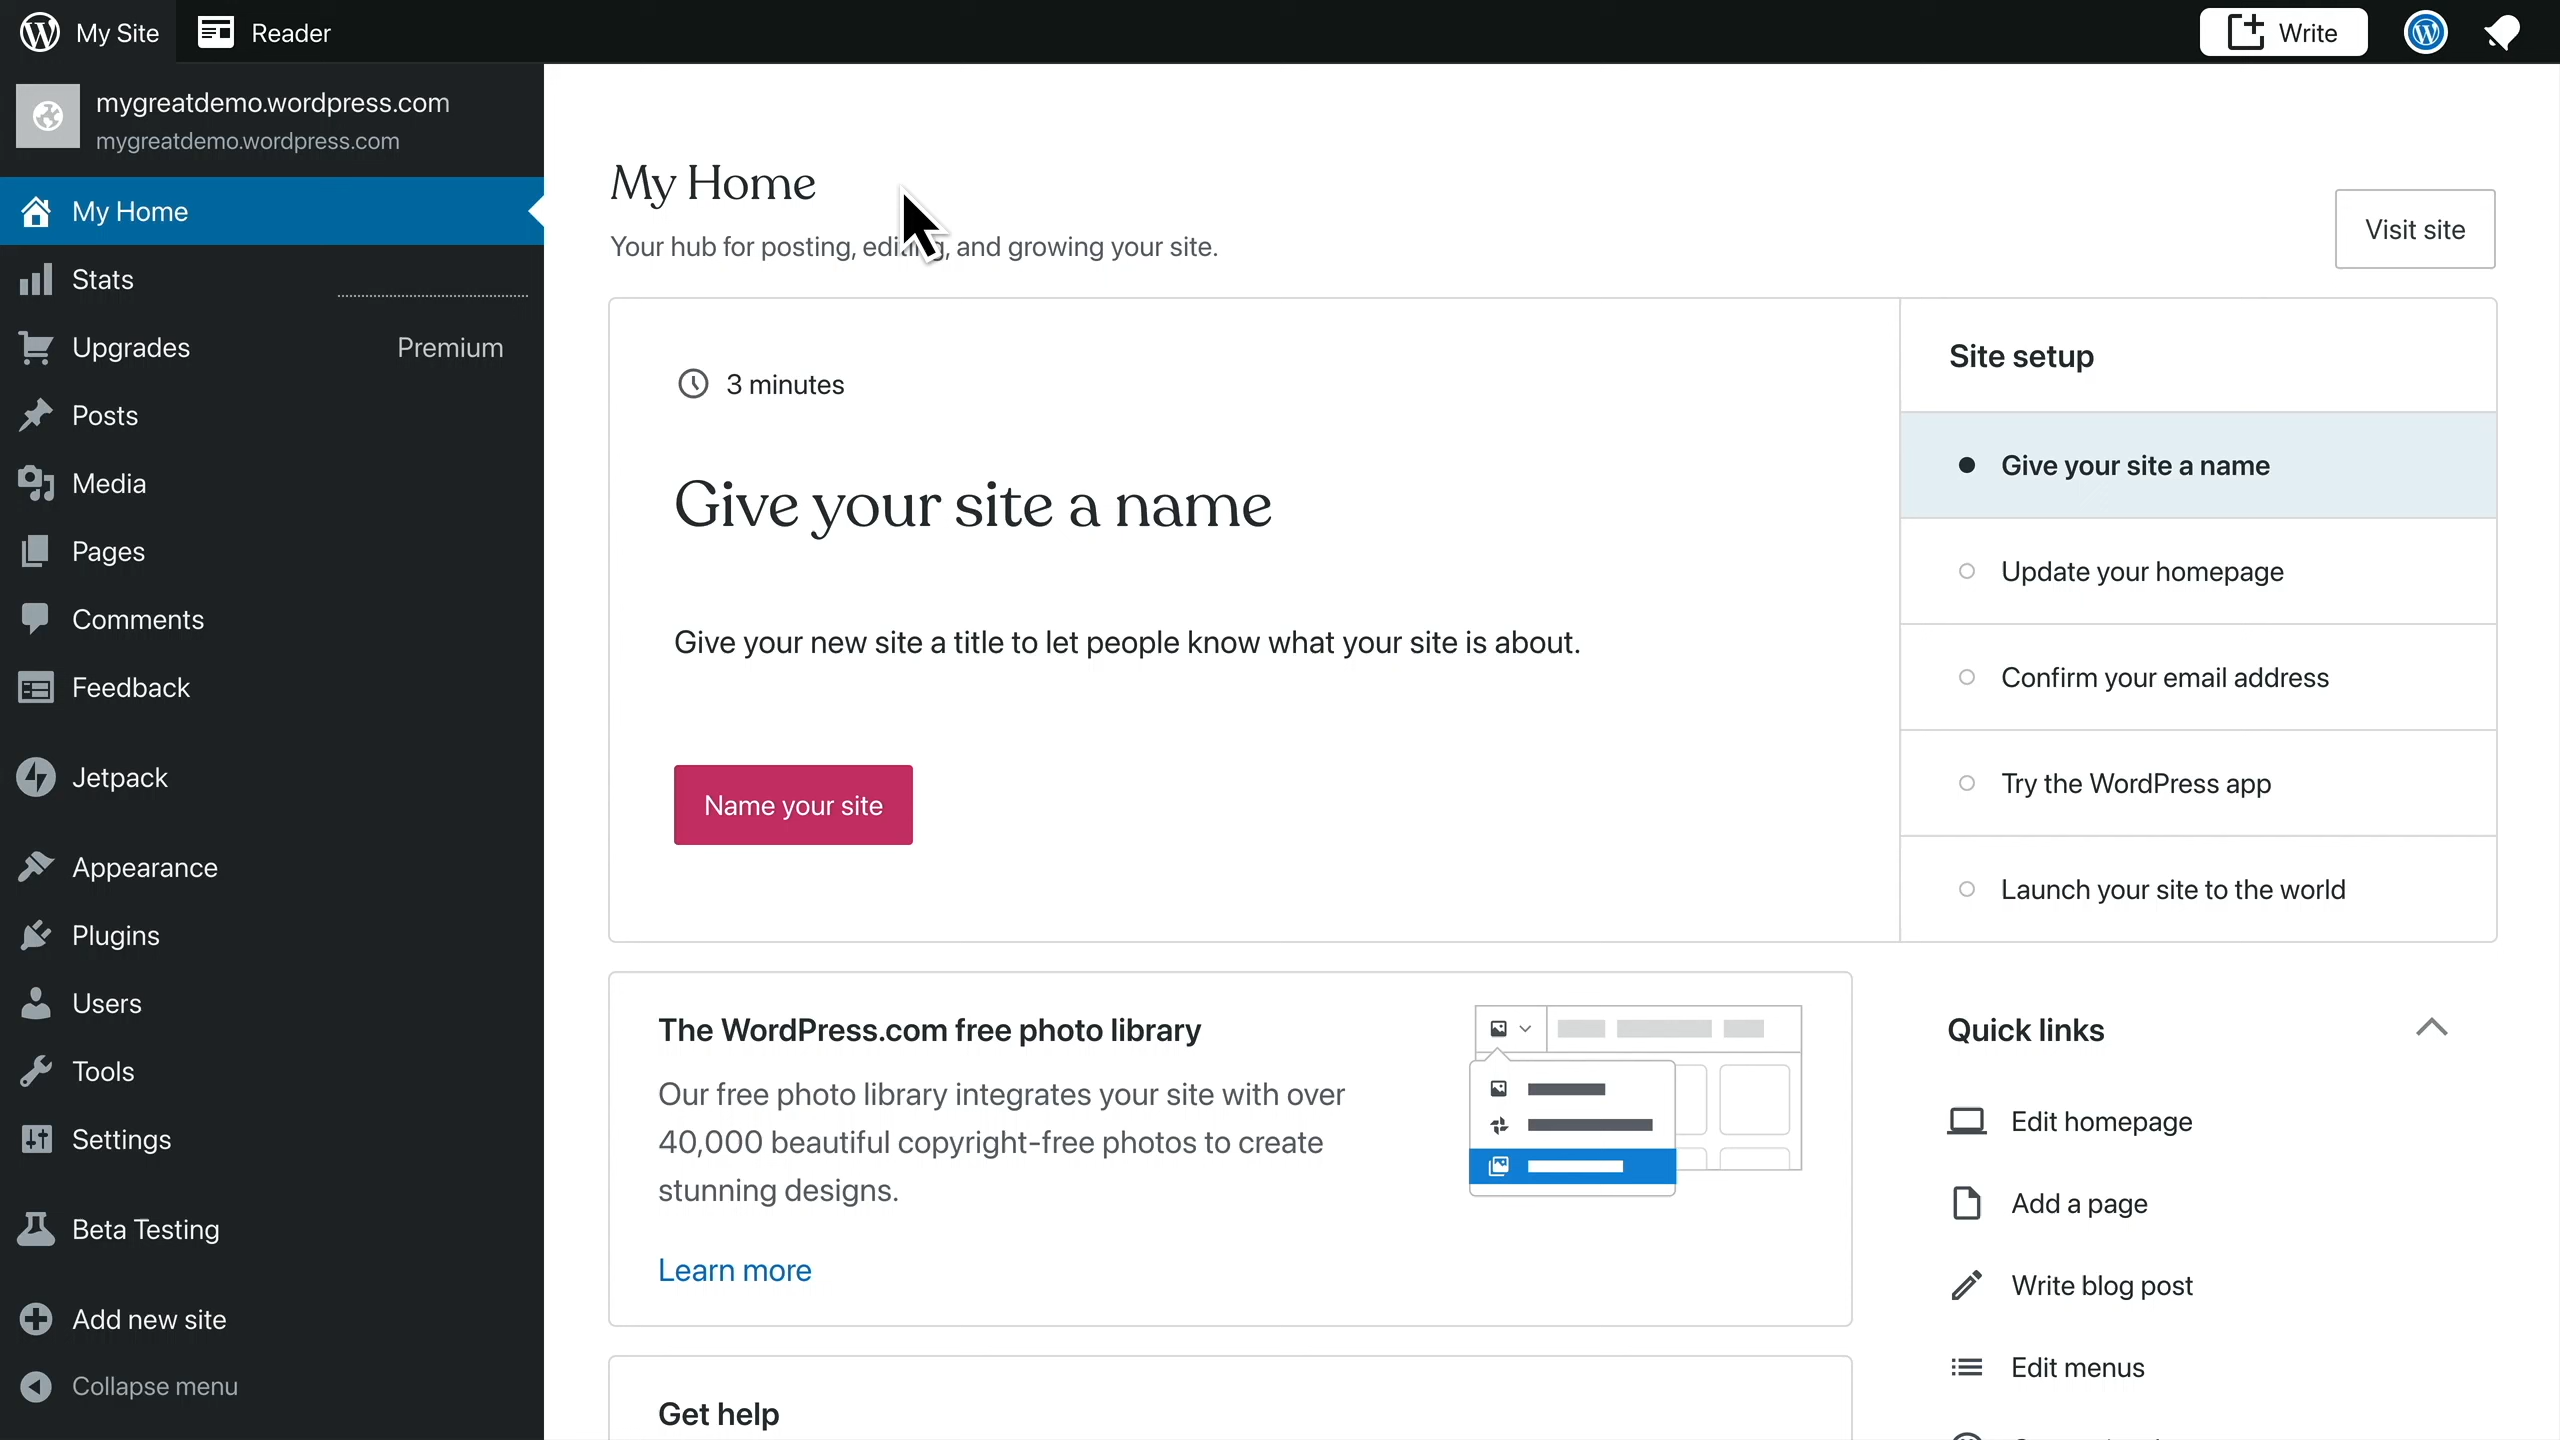 My Site
Reader
Write
mygreatdemo.wordpress.com
mygreatdemo.wordpress.com
My Home
Stats
Upgrades Premium
Posts
Media
Pages
Comments
Feedback
Jetpack
Appearance
Plugins
Users
Tools
Settings
Beta Testing
Add new site
Collapse menu
My Home
Your hub for posting, editing, and growing your site.
Visit site
3 minutes
Give your site a name
Give your new site a title to let people know what your site is about.
Name your site
Site setup
Give your site a name
Update your homepage
Confirm your email address
Try the WordPress app
Launch your site to the world
The WordPress.com free photo library
Our free photo library integrates your site with over
40,000 beautiful copyright-free photos to create
stunning designs.
Learn more
Get help
Quick links
Edit homepage
Add a page
Write blog post
Edit menus